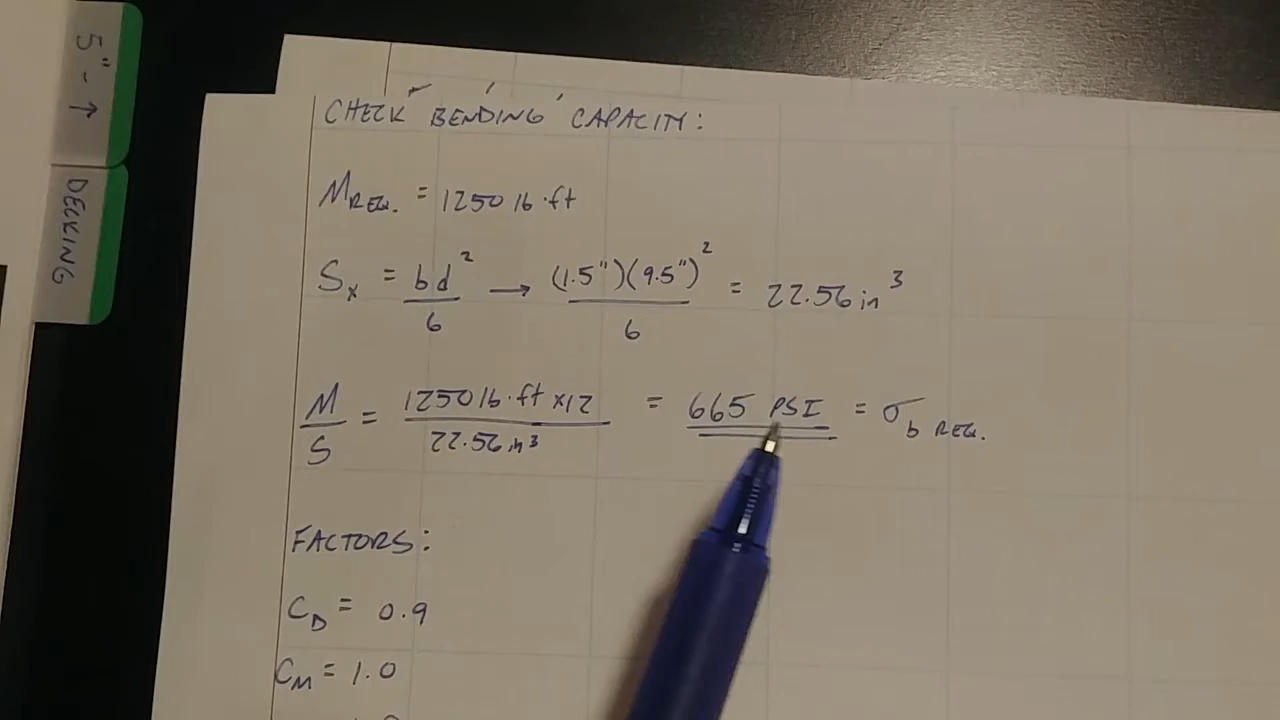 5" - ↑
DECKING
CHECK BENDING CAPACITY:
M REQ. = 1250 lb·ft
Sx = bd²/6 → (1.5")(9.5")²/6 = 22.56 in³
M/S = 1250 lb·ft x12/22.56 in³ = 665 PSI = σb REQ.
FACTORS:
CD = 0.9
CM = 1.0